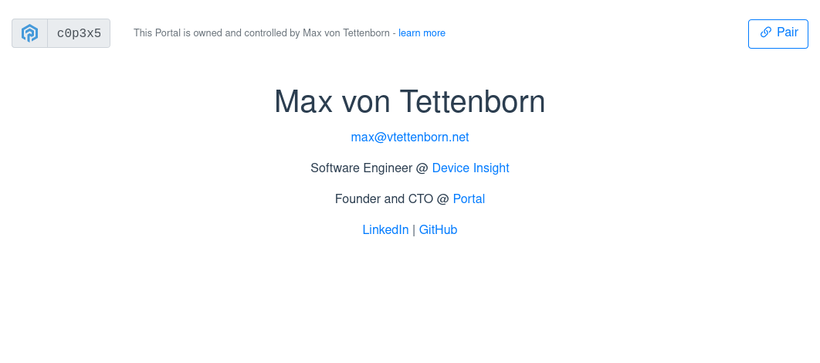 c0p3x5 This Portal is owned and controlled by Max von Tettenborn - learn more Pair
Max von Tettenborn
max@vtettenborn.net
Software Engineer @ Device Insight
Founder and CTO @ Portal
LinkedIn | GitHub